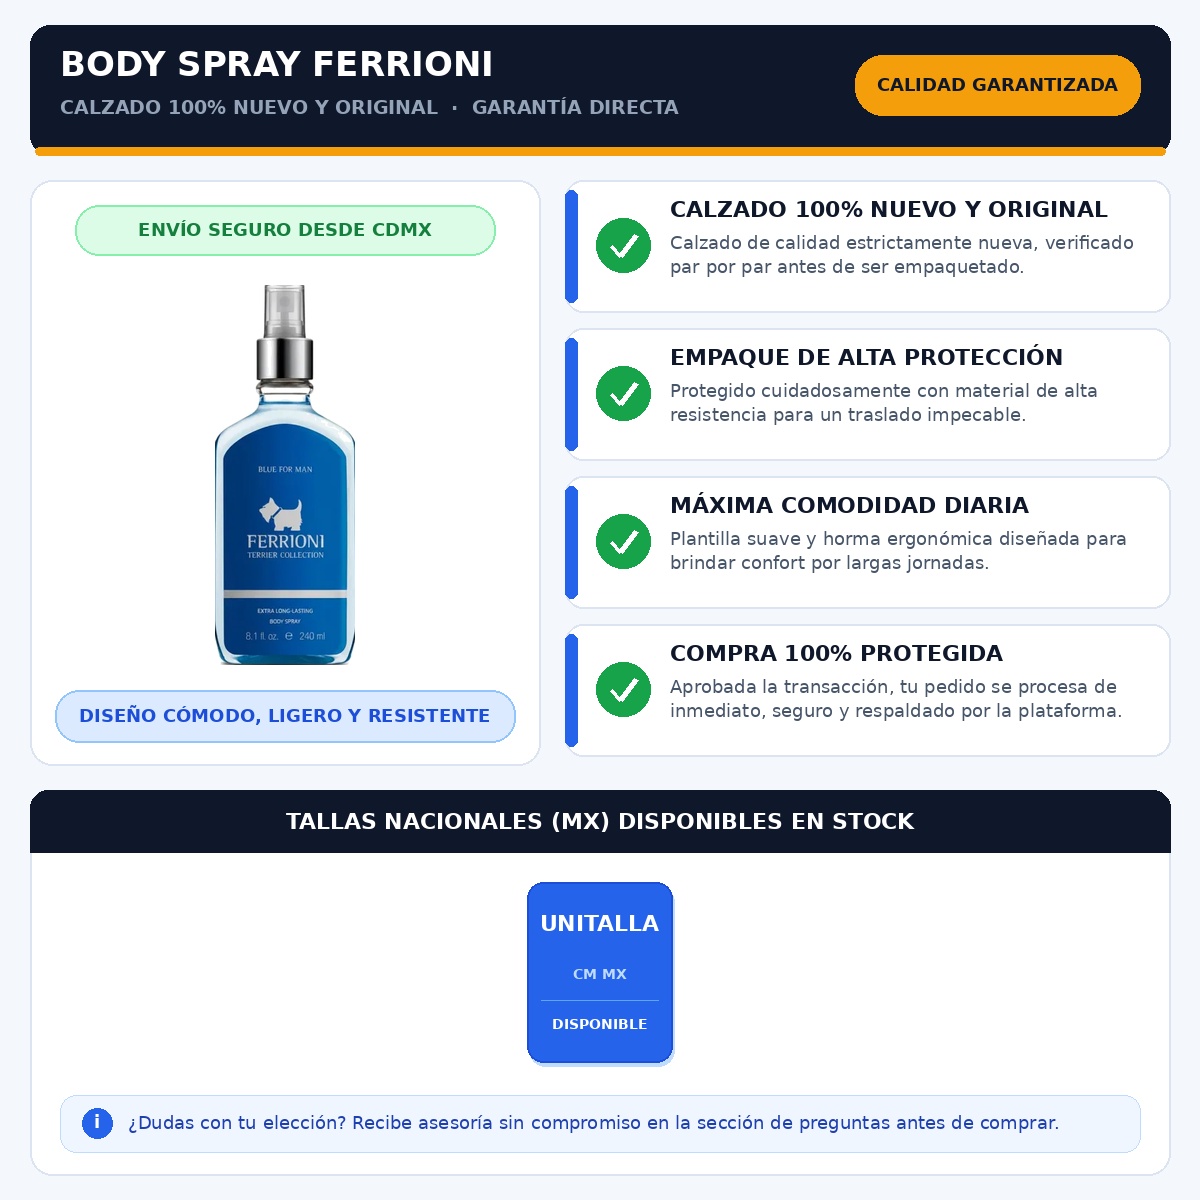 BODY SPRAY FERRIONI
CALZADO 100% NUEVO Y ORIGINAL · GARANTÍA DIRECTA
CALIDAD GARANTIZADA
ENVÍO SEGURO DESDE CDMX
BLUE FOR MAN
FERRIONI
TERRIER COLLECTION
EXTRA LONG-LASTING
BODY SPRAY
8.1 fl. oz. ℮ 240 ml
DISEÑO CÓMODO, LIGERO Y RESISTENTE
CALZADO 100% NUEVO Y ORIGINAL
Calzado de calidad estrictamente nueva, verificado
par por par antes de ser empaquetado.
EMPAQUE DE ALTA PROTECCIÓN
Protegido cuidadosamente con material de alta
resistencia para un traslado impecable.
MÁXIMA COMODIDAD DIARIA
Plantilla suave y horma ergonómica diseñada para
brindar confort por largas jornadas.
COMPRA 100% PROTEGIDA
Aprobada la transacción, tu pedido se procesa de
inmediato, seguro y respaldado por la plataforma.
TALLAS NACIONALES (MX) DISPONIBLES EN STOCK
UNITALLA
CM MX
DISPONIBLE
i ¿Dudas con tu elección? Recibe asesoría sin compromiso en la sección de preguntas antes de comprar.